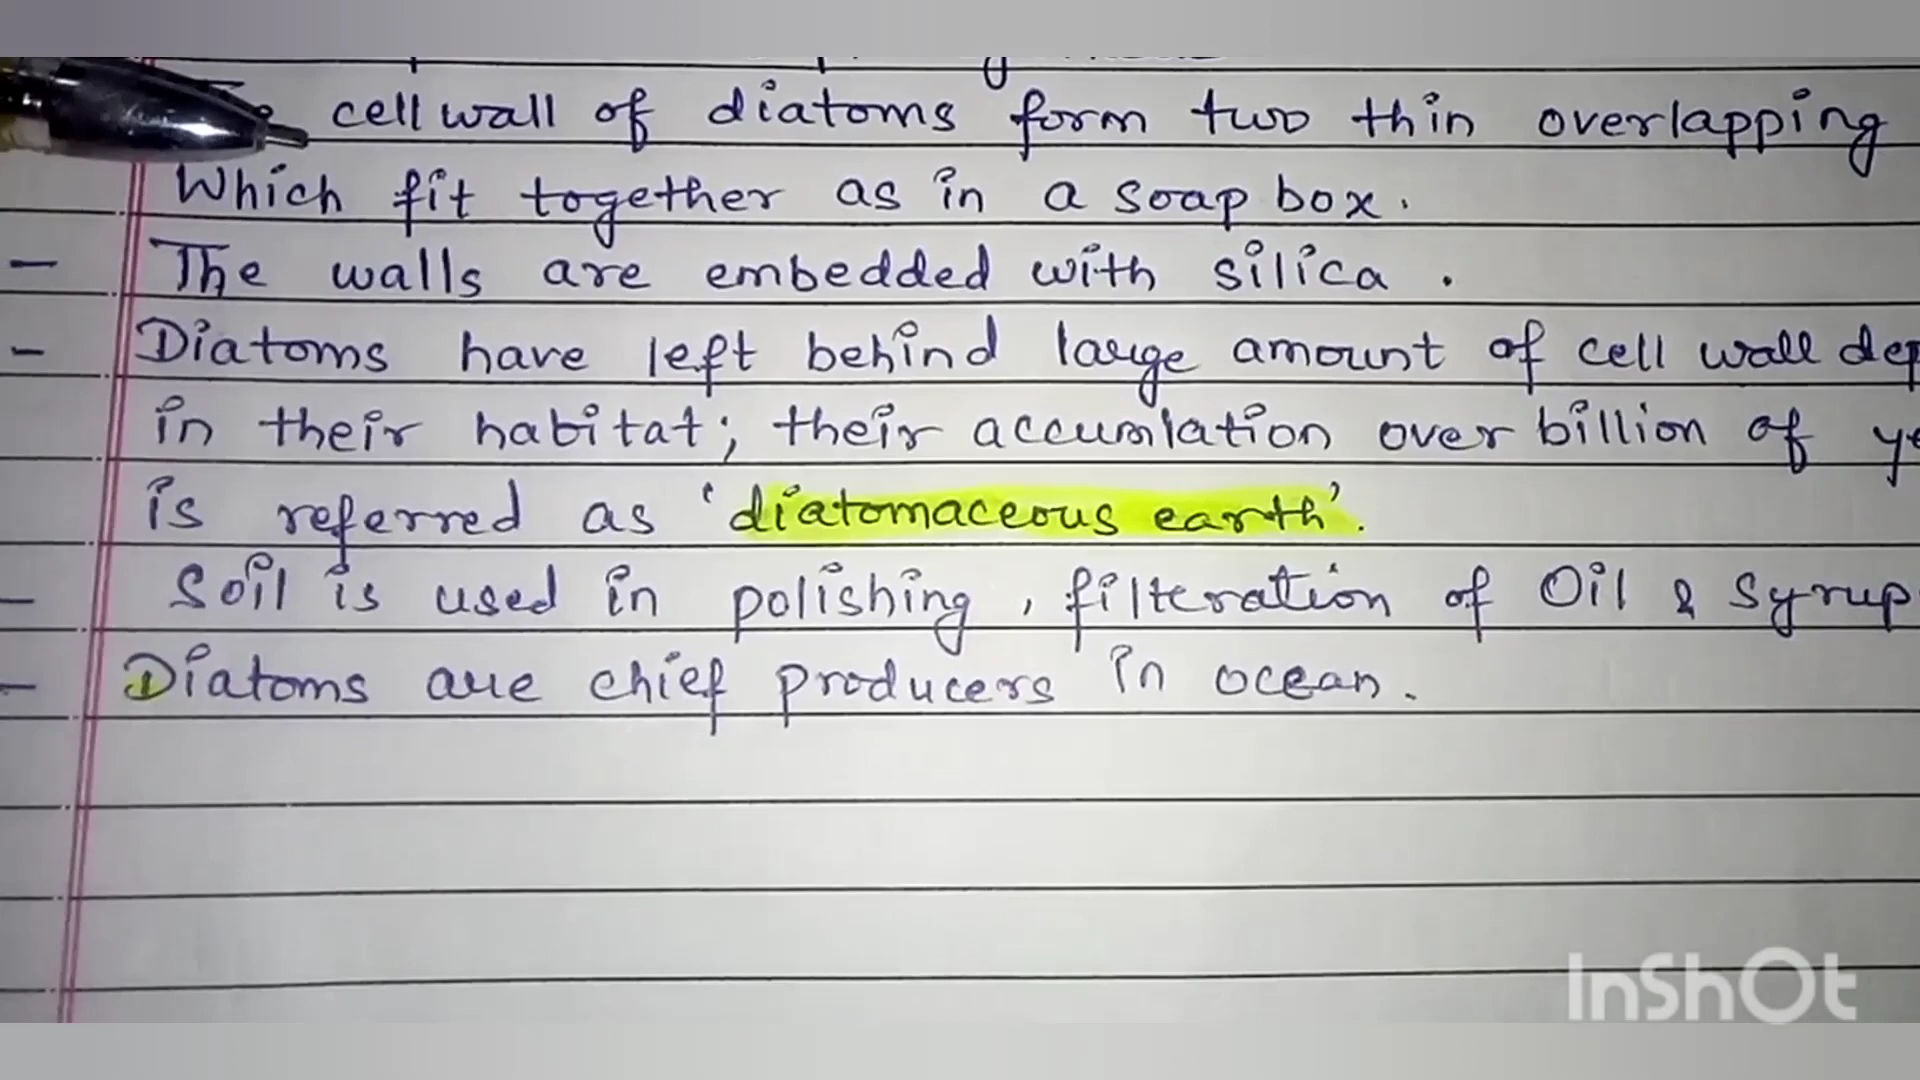 cell wall of diatoms form two thin overlapping
Which fit together as in a soap box.
- The walls are embedded with silica.
- Diatoms have left behind large amount of cell wall dep
in their habitat; their accumlation over billion of ye
is referred as 'diatomaceous earth'.
- Soil is used in polishing, filteration of Oil & Syrup
- Diatoms are chief producers in ocean.
InShOt